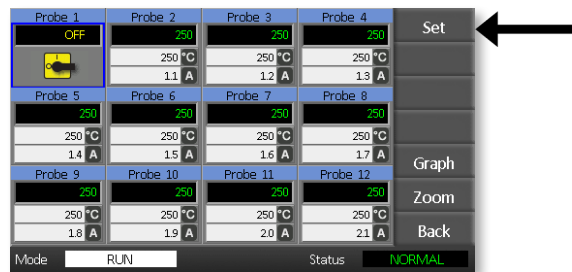 Probe 1 Probe 2 Probe 3 Probe 4 Set
OFF 250 250 250
250 °C 250 °C 250 °C
1.1 A 1.2 A 1.3 A
Probe 5 Probe 6 Probe 7 Probe 8
250 250 250 250
250 °C 250 °C 250 °C 250 °C
1.4 A 1.5 A 1.6 A 1.7 A Graph
Probe 9 Probe 10 Probe 11 Probe 12
250 250 250 250 Zoom
250 °C 250 °C 250 °C 250 °C
1.8 A 1.9 A 2.0 A 2.1 A Back
Mode RUN Status NORMAL